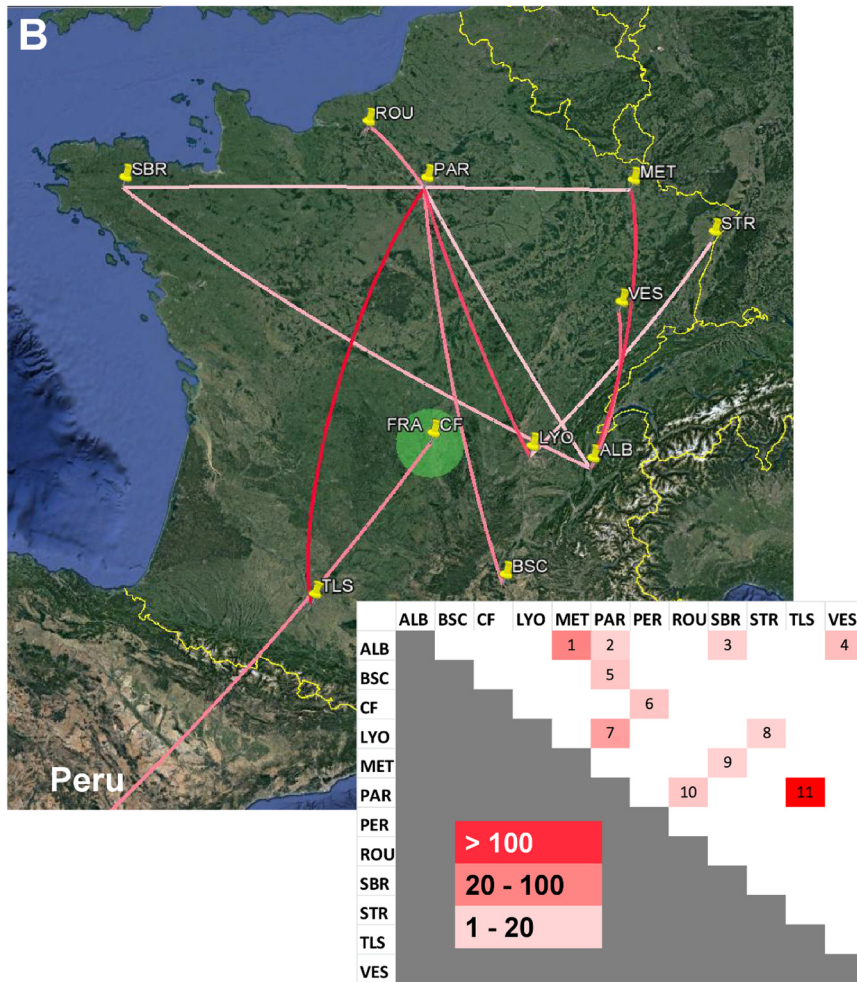 B
ROU
SBR
PAR
MET
STR
VES
FRA CF
LYO
ALB
BSC
TLS
Peru
ALB BSC CF LYO MET PAR PER ROU SBR STR TLS VES
ALB 1 2 3 4
BSC 5
CF 6
LYO 7 8
MET 9
PAR 10 11
PER
ROU
SBR
STR
TLS
VES
> 100
20 - 100
1 - 20